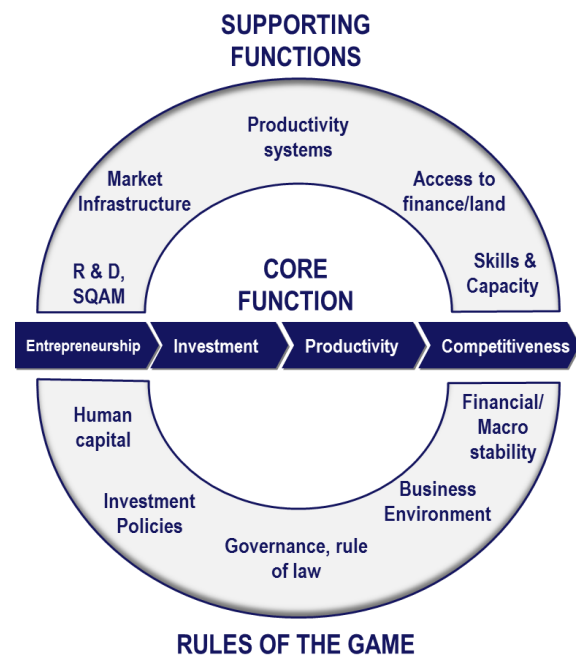 SUPPORTING
FUNCTIONS
Productivity
systems
Market
Infrastructure
Access to
finance/land
R & D,
SQAM
Skills &
Capacity
CORE
FUNCTION
Entrepreneurship
Investment
Productivity
Competitiveness
Human
capital
Financial/
Macro
stability
Investment
Policies
Business
Environment
Governance, rule
of law
RULES OF THE GAME